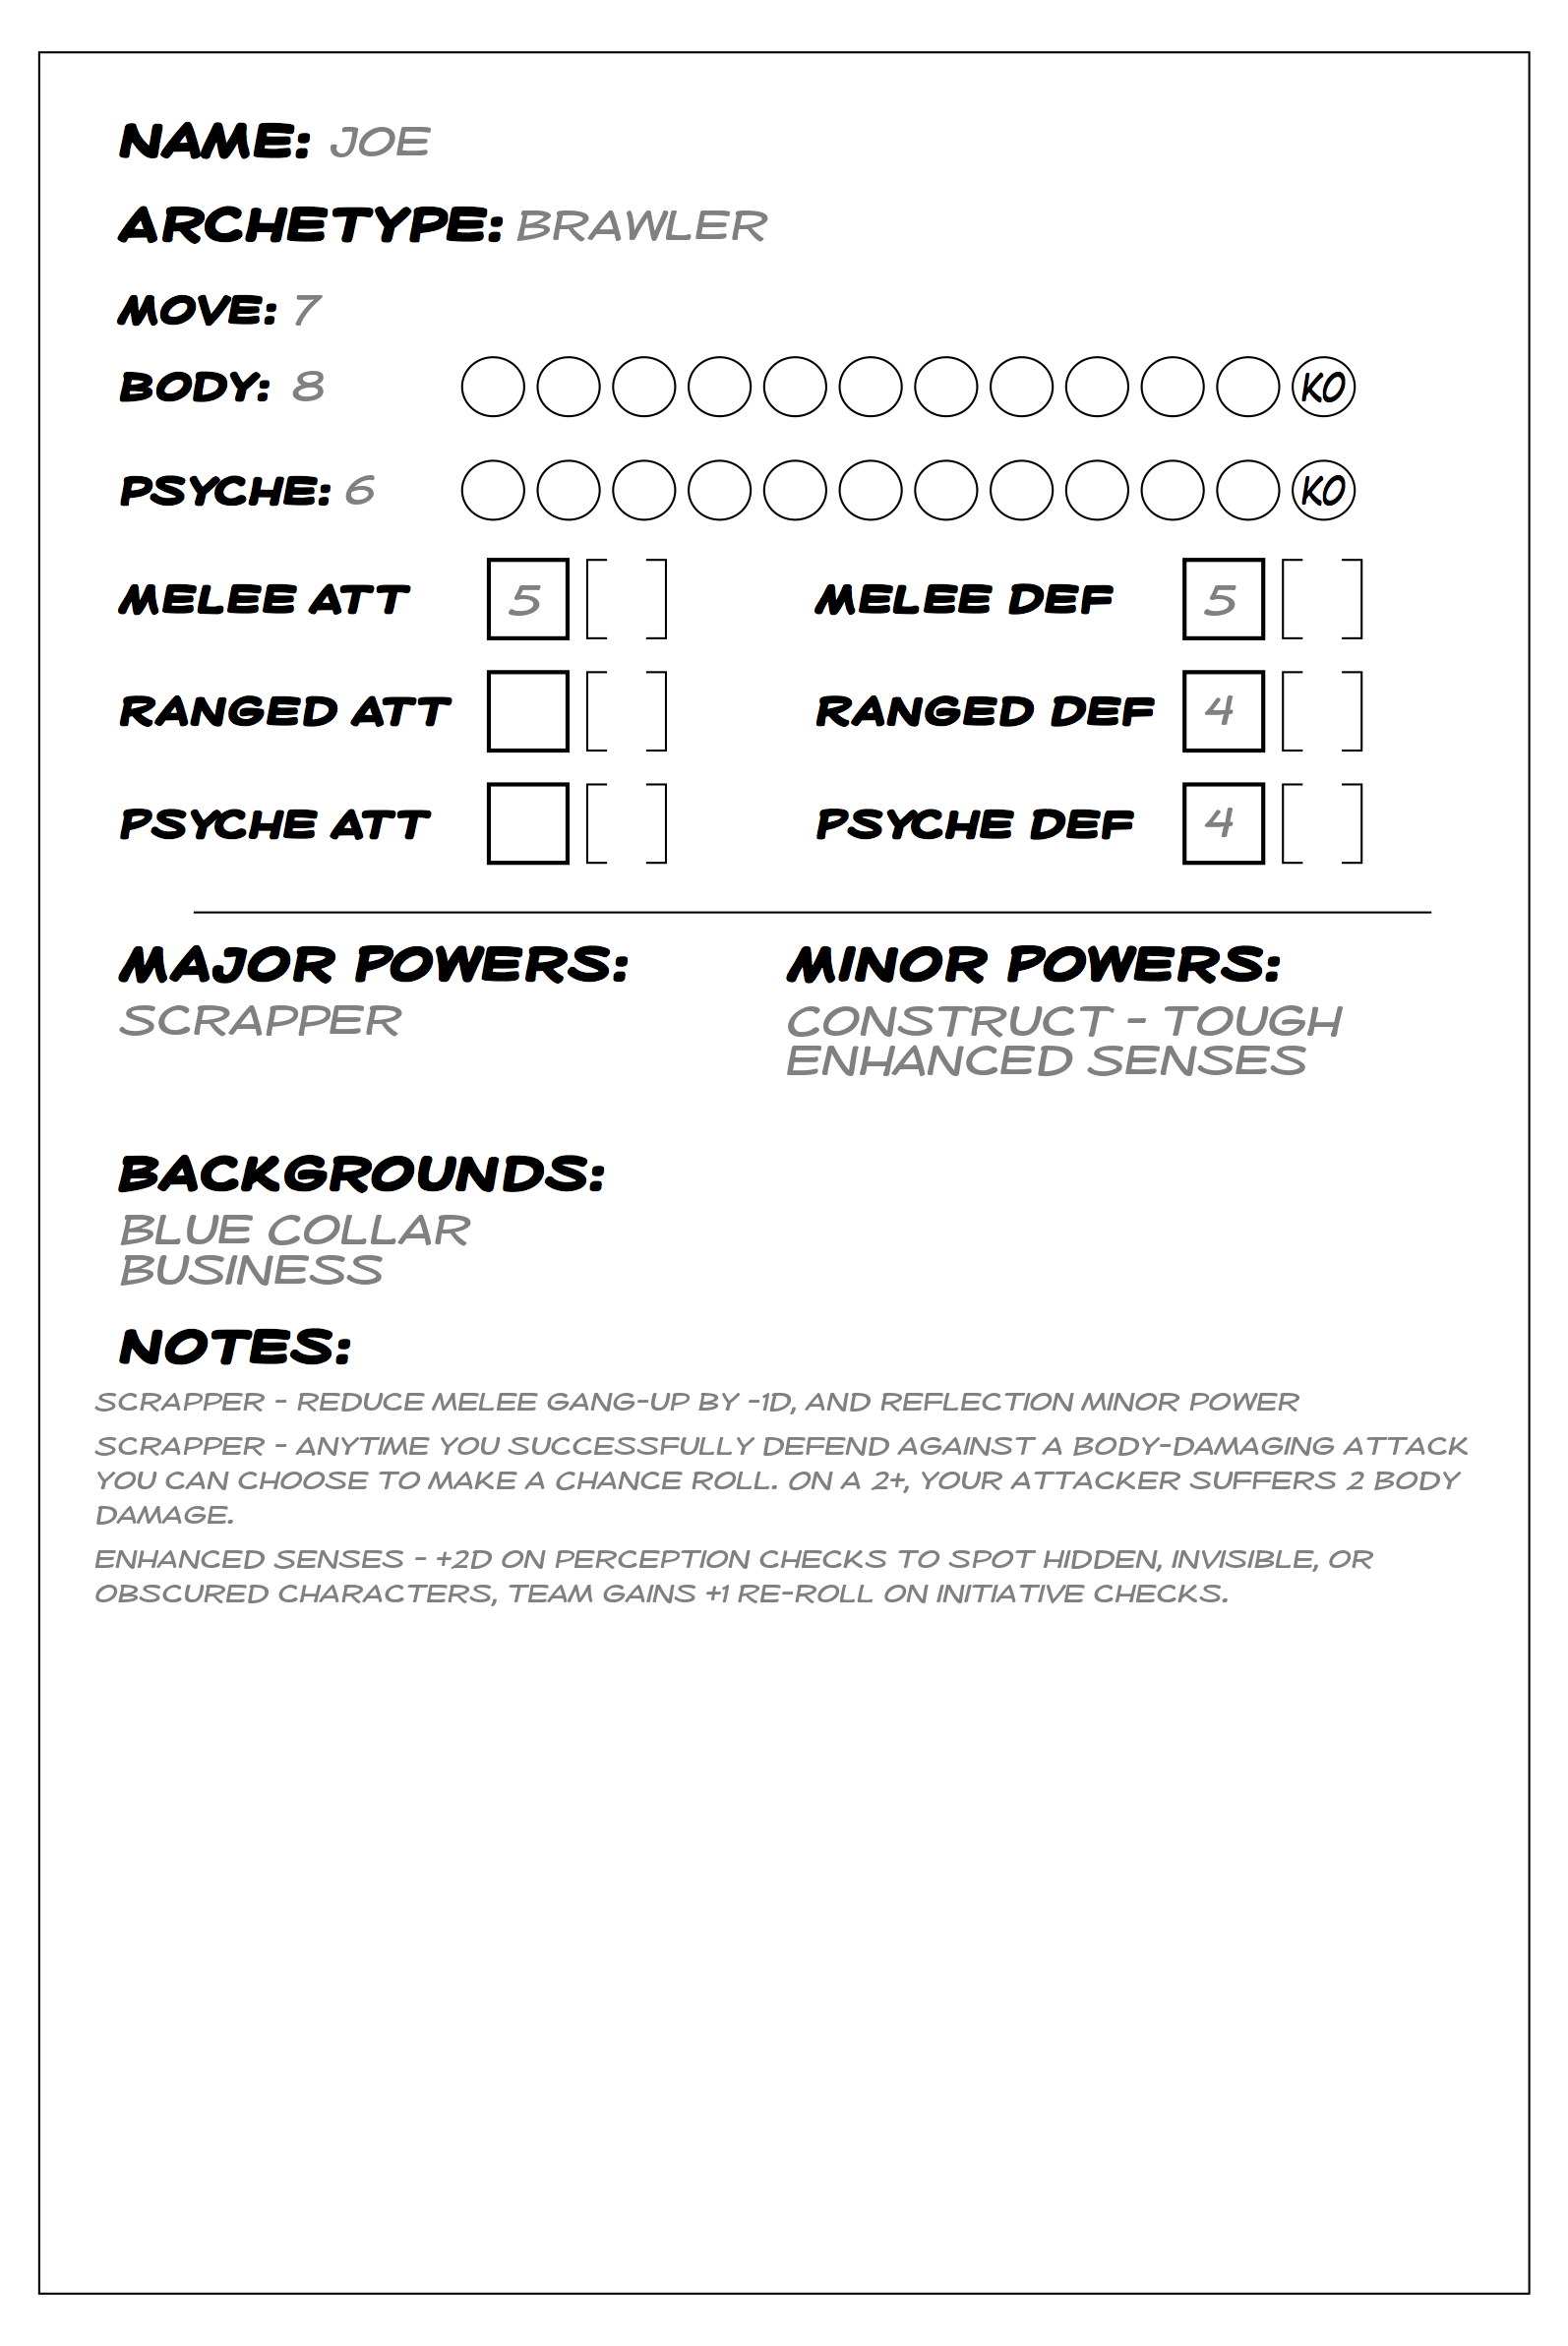 NAME: JOE
ARCHETYPE: BRAWLER
MOVE: 7
BODY: 8 KO
PSYCHE: 6 KO
MELEE ATT 5 [ ] MELEE DEF 5 [ ]
RANGED ATT [ ] RANGED DEF 4 [ ]
PSYCHE ATT [ ] PSYCHE DEF 4 [ ]
MAJOR POWERS:
SCRAPPER
MINOR POWERS:
CONSTRUCT - TOUGH
ENHANCED SENSES
BACKGROUNDS:
BLUE COLLAR
BUSINESS
NOTES:
SCRAPPER - REDUCE MELEE GANG-UP BY -1D, AND REFLECTION MINOR POWER
SCRAPPER - ANYTIME YOU SUCCESSFULLY DEFEND AGAINST A BODY-DAMAGING ATTACK
YOU CAN CHOOSE TO MAKE A CHANCE ROLL. ON A 2+, YOUR ATTACKER SUFFERS 2 BODY
DAMAGE.
ENHANCED SENSES - +2D ON PERCEPTION CHECKS TO SPOT HIDDEN, INVISIBLE, OR
OBSCURED CHARACTERS, TEAM GAINS +1 RE-ROLL ON INITIATIVE CHECKS.